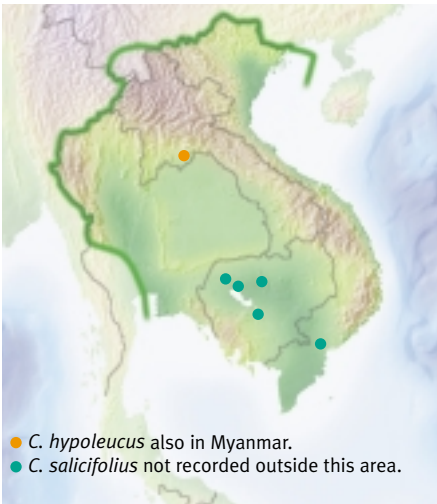 C. hypoleucus also in Myanmar.
C. salicifolius not recorded outside this area.